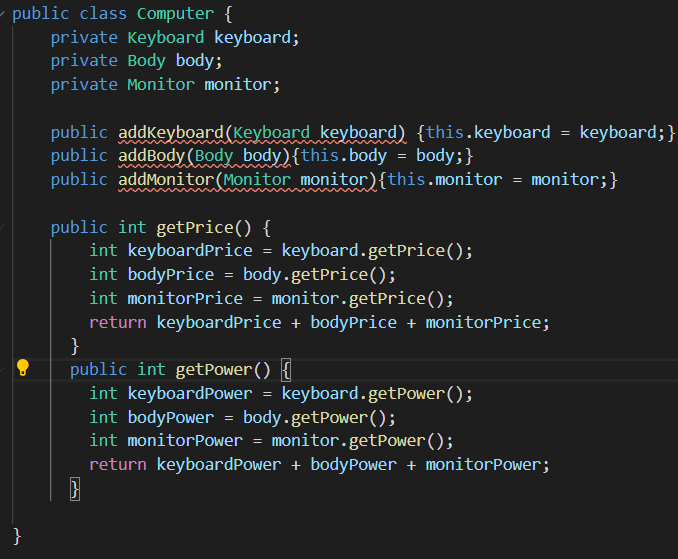 public class Computer {
private Keyboard keyboard;
private Body body;
private Monitor monitor;
public addKeyboard(Keyboard keyboard) {this.keyboard = keyboard;}
public addBody(Body body){this.body = body;}
public addMonitor(Monitor monitor){this.monitor = monitor;}
public int getPrice() {
int keyboardPrice = keyboard.getPrice();
int bodyPrice = body.getPrice();
int monitorPrice = monitor.getPrice();
return keyboardPrice + bodyPrice + monitorPrice;
}
public int getPower() {
int keyboardPower = keyboard.getPower();
int bodyPower = body.getPower();
int monitorPower = monitor.getPower();
return keyboardPower + bodyPower + monitorPower;
}
}